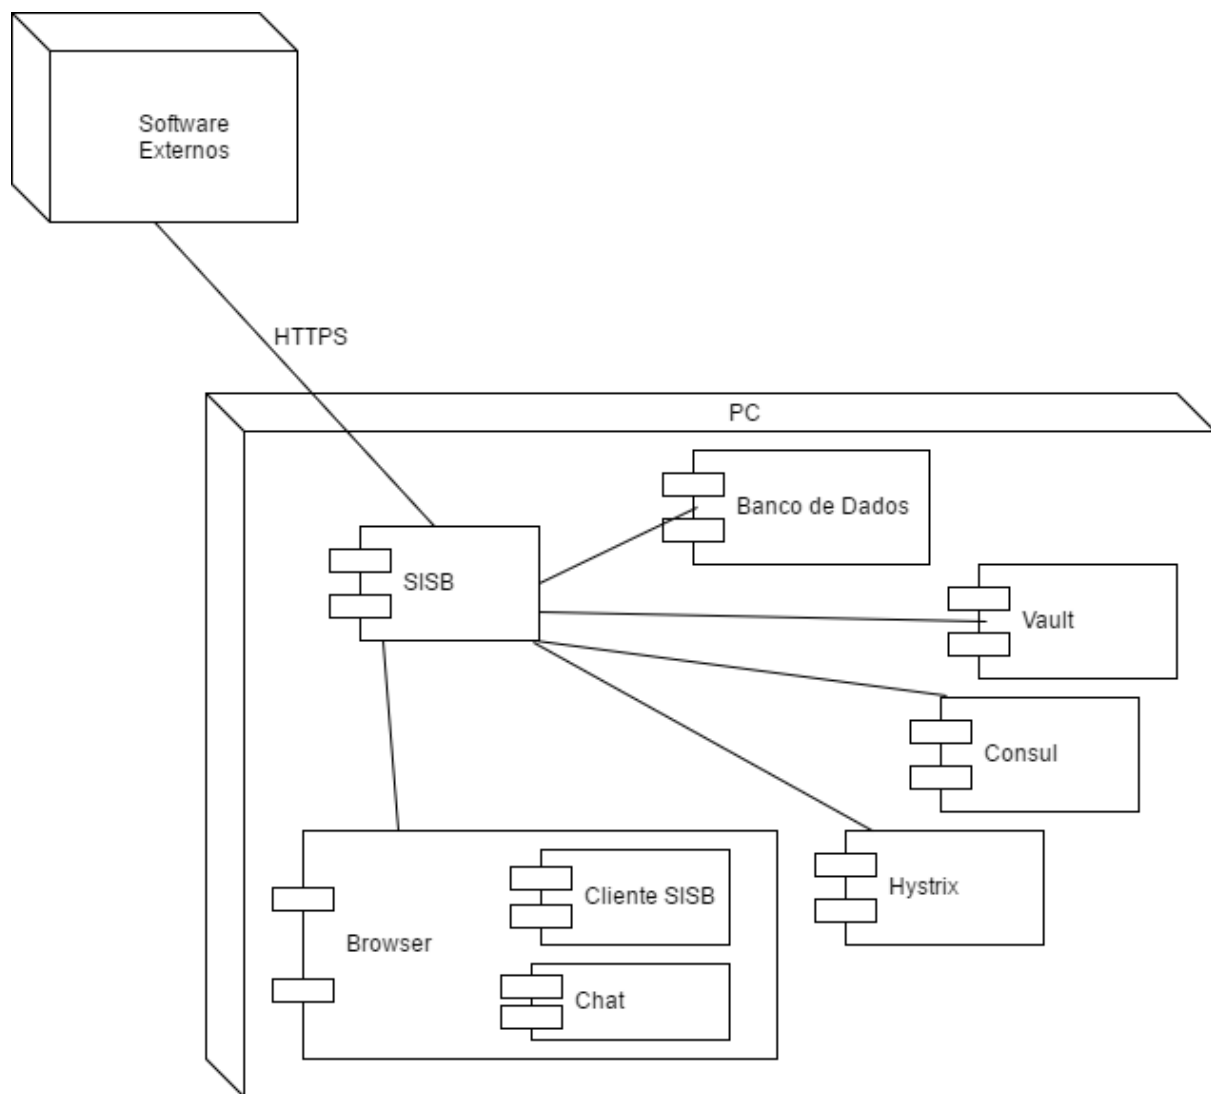 Software
Externos
HTTPS
PC
Banco de Dados
SISB
Vault
Consul
Hystrix
Cliente SISB
Browser
Chat